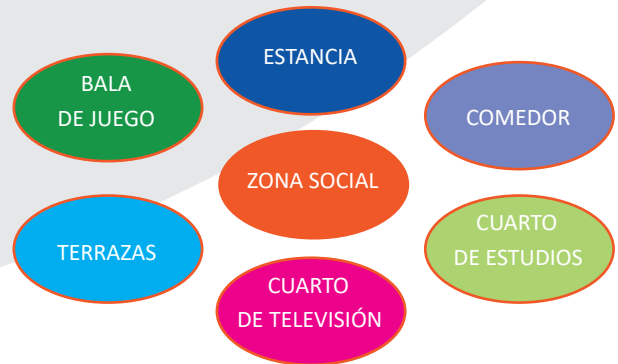 ESTANCIA
BALA
DE JUEGO
COMEDOR
ZONA SOCIAL
TERRAZAS
CUARTO
DE ESTUDIOS
CUARTO
DE TELEVISIÓN